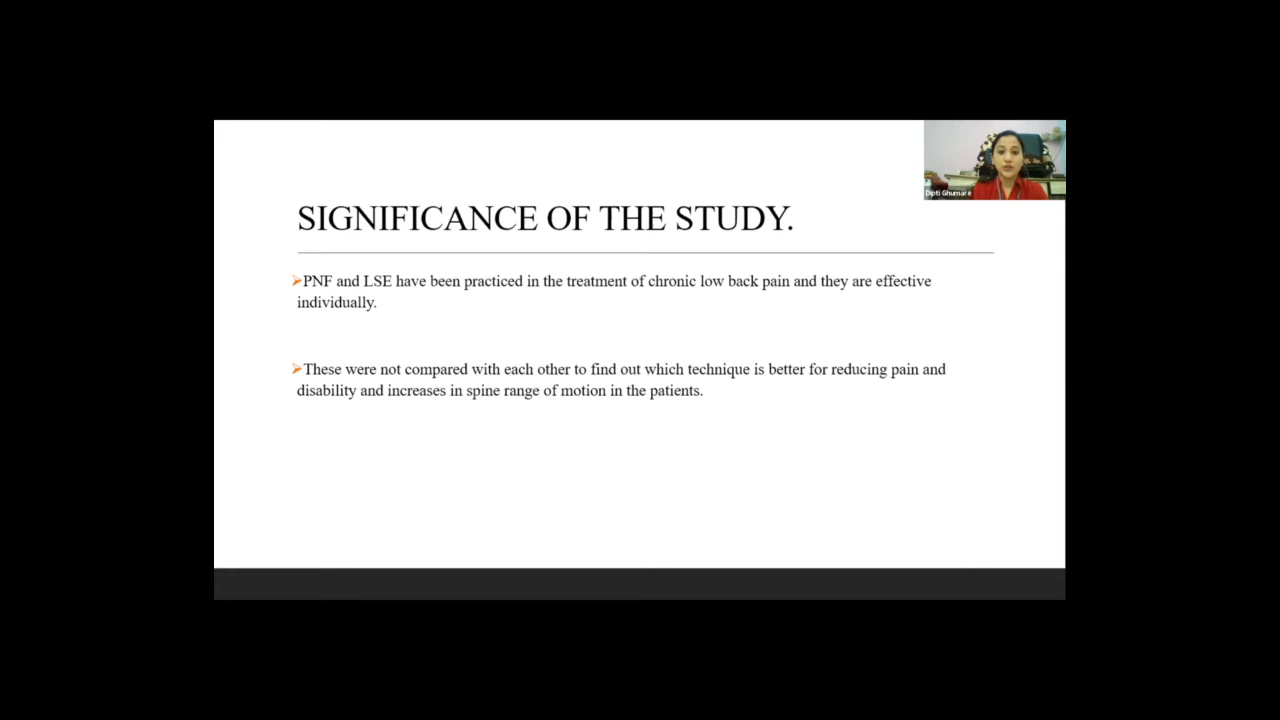 Dipti Ghumare
SIGNIFICANCE OF THE STUDY.
PNF and LSE have been practiced in the treatment of chronic low back pain and they are effective
individually.
These were not compared with each other to find out which technique is better for reducing pain and
disability and increases in spine range of motion in the patients.